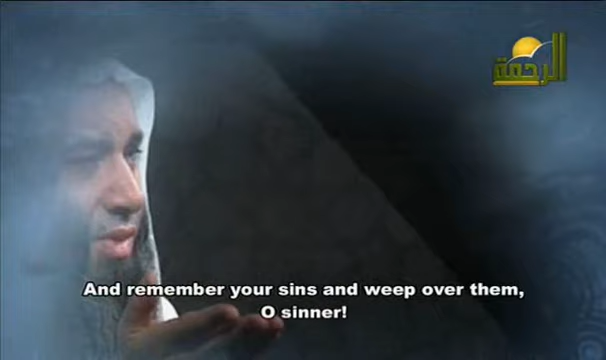 الرحمة
And remember your sins and weep over them,
O sinner!